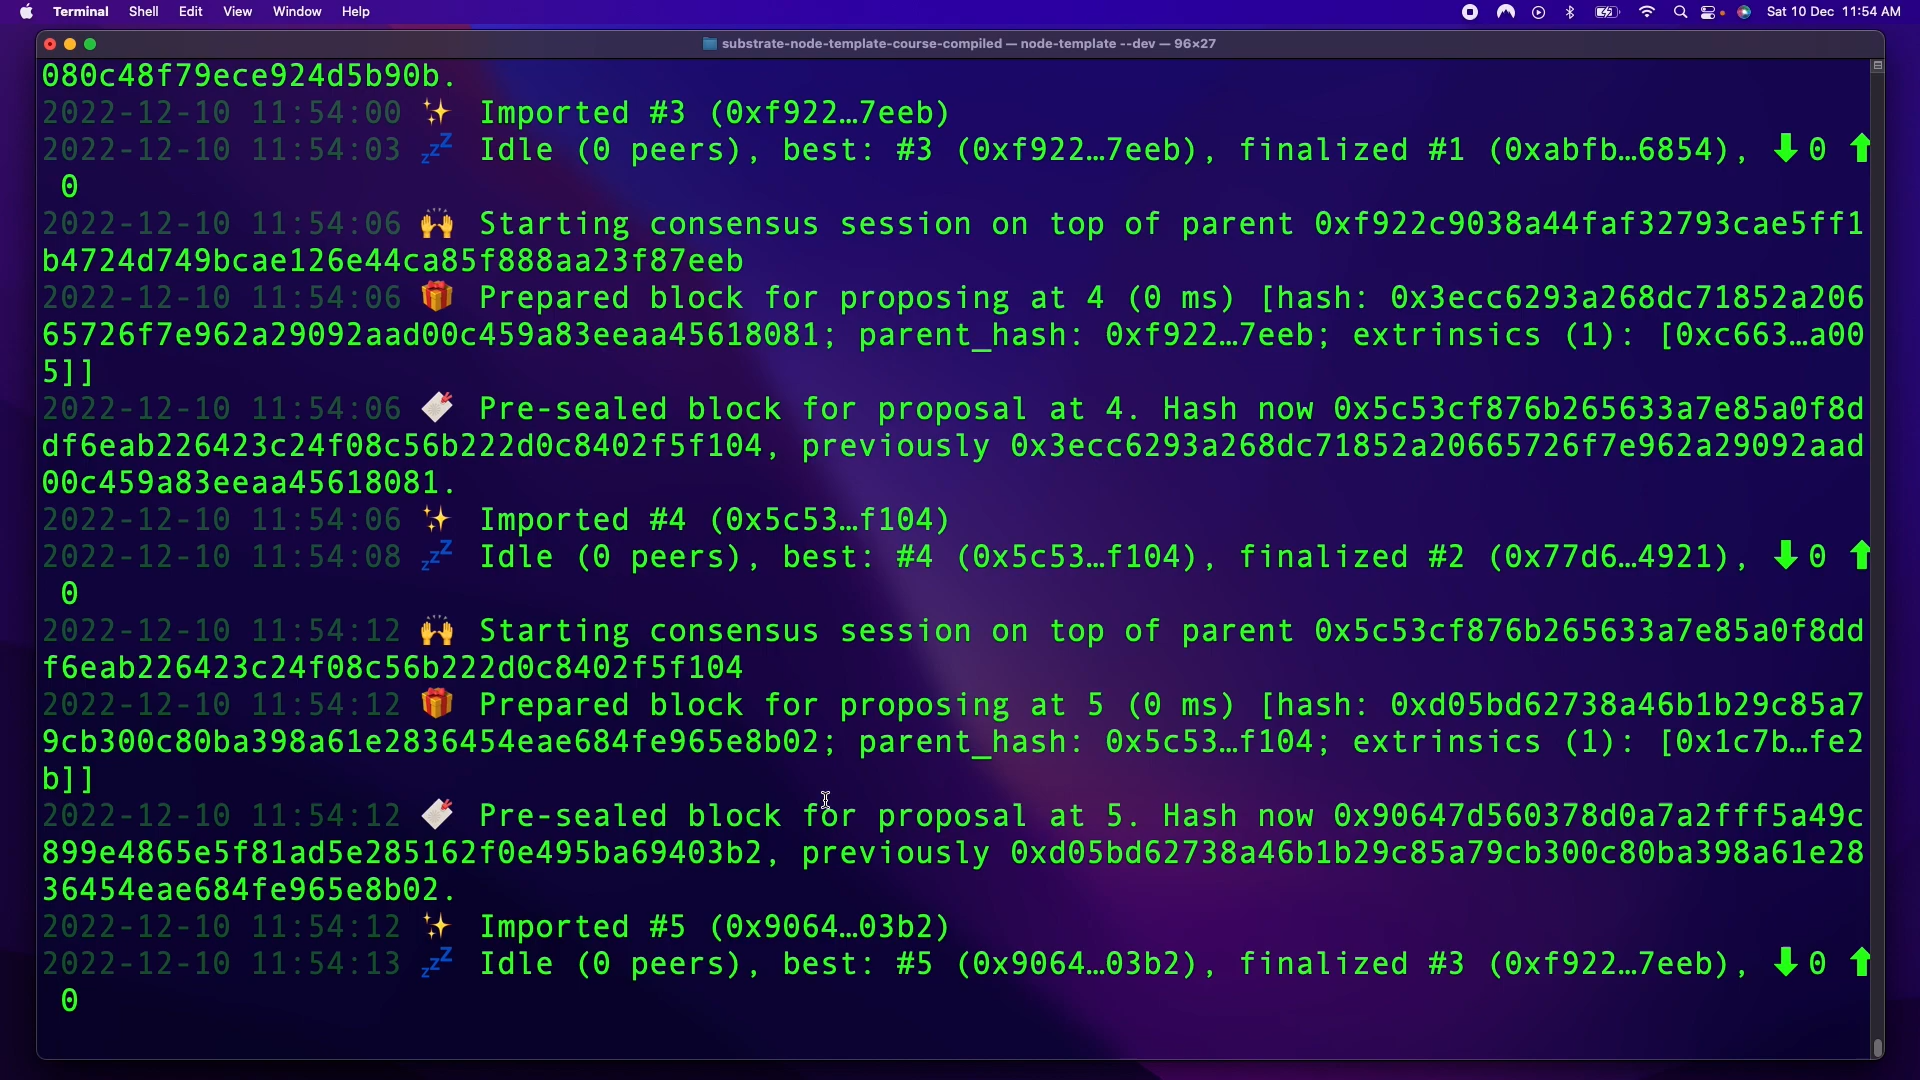 Terminal Shell Edit View Window Help Sat 10 Dec 11:54 AM
substrate-node-template-course-compiled — node-template --dev — 96×27
080c48f79ece924d5b90b.
2022-12-10 11:54:00 ✨ Imported #3 (0xf922…7eeb)
2022-12-10 11:54:03 💤 Idle (0 peers), best: #3 (0xf922…7eeb), finalized #1 (0xabfb…6854), ⬇ 0 ⬆
0
2022-12-10 11:54:06 🙌 Starting consensus session on top of parent 0xf922c9038a44faf32793cae5ff1
b4724d749bcae126e44ca85f888aa23f87eeb
2022-12-10 11:54:06 🎁 Prepared block for proposing at 4 (0 ms) [hash: 0x3ecc6293a268dc71852a206
65726f7e962a29092aad00c459a83eeaa45618081; parent_hash: 0xf922…7eeb; extrinsics (1): [0xc663…a00
5]]
2022-12-10 11:54:06 🔖 Pre-sealed block for proposal at 4. Hash now 0x5c53cf876b265633a7e85a0f8d
df6eab226423c24f08c56b222d0c8402f5f104, previously 0x3ecc6293a268dc71852a20665726f7e962a29092aad
00c459a83eeaa45618081.
2022-12-10 11:54:06 ✨ Imported #4 (0x5c53…f104)
2022-12-10 11:54:08 💤 Idle (0 peers), best: #4 (0x5c53…f104), finalized #2 (0x77d6…4921), ⬇ 0 ⬆
0
2022-12-10 11:54:12 🙌 Starting consensus session on top of parent 0x5c53cf876b265633a7e85a0f8dd
f6eab226423c24f08c56b222d0c8402f5f104
2022-12-10 11:54:12 🎁 Prepared block for proposing at 5 (0 ms) [hash: 0xd05bd62738a46b1b29c85a7
9cb300c80ba398a61e2836454eae684fe965e8b02; parent_hash: 0x5c53…f104; extrinsics (1): [0x1c7b…fe2
b]]
2022-12-10 11:54:12 🔖 Pre-sealed block for proposal at 5. Hash now 0x90647d560378d0a7a2fff5a49c
899e4865e5f81ad5e285162f0e495ba69403b2, previously 0xd05bd62738a46b1b29c85a79cb300c80ba398a61e28
36454eae684fe965e8b02.
2022-12-10 11:54:12 ✨ Imported #5 (0x9064…03b2)
2022-12-10 11:54:13 💤 Idle (0 peers), best: #5 (0x9064…03b2), finalized #3 (0xf922…7eeb), ⬇ 0 ⬆
0